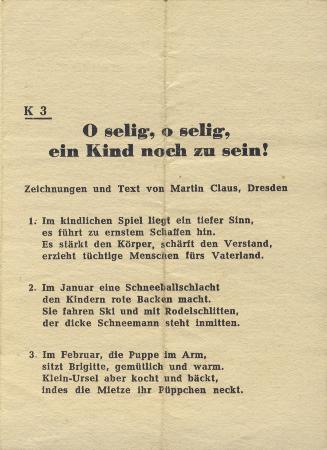 K 3
O selig, o selig,
ein Kind noch zu sein!
Zeichnungen und Text von Martin Claus, Dresden
1. Im kindlichen Spiel liegt ein tiefer Sinn,
es führt zu ernstem Schaffen hin.
Es stärkt den Körper, schärft den Verstand,
erzieht tüchtige Menschen fürs Vaterland.
2. Im Januar eine Schneeballschlacht
den Kindern rote Backen macht.
Sie fahren Ski und mit Rodelschlitten,
der dicke Schneemann steht inmitten.
3. Im Februar, die Puppe im Arm,
sitzt Brigitte, gemütlich und warm.
Klein-Ursel aber kocht und bäckt,
indes die Mietze ihr Püppchen neckt.